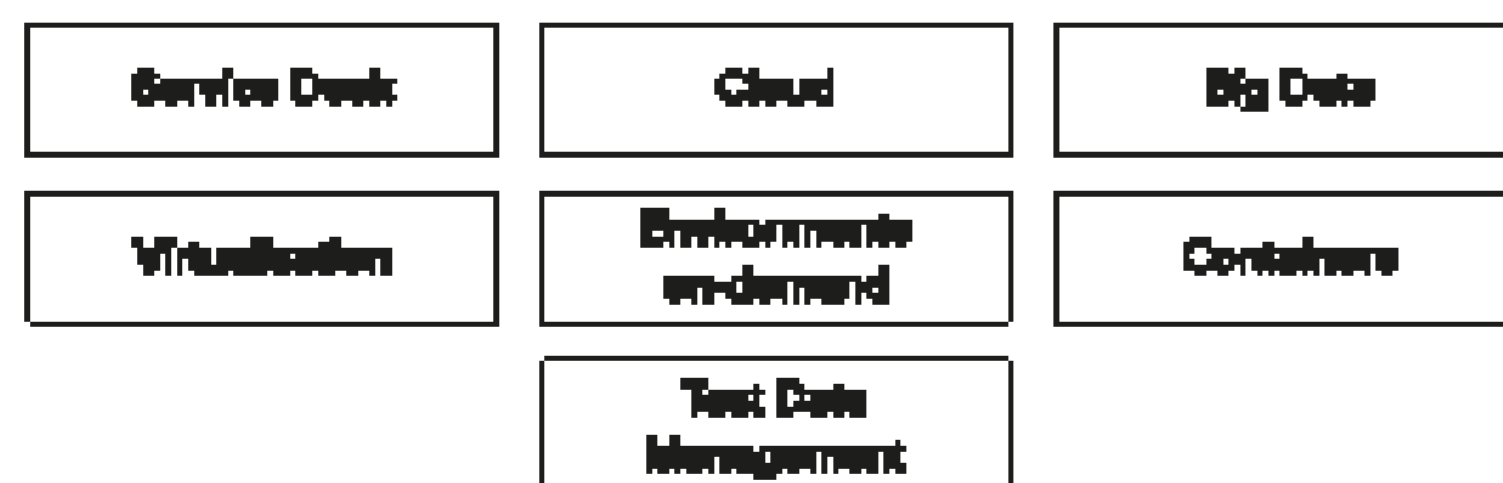 Service Desk
Cloud
Big Data
Virtualisation
Environments
on-demand
Containers
Test Data
Management